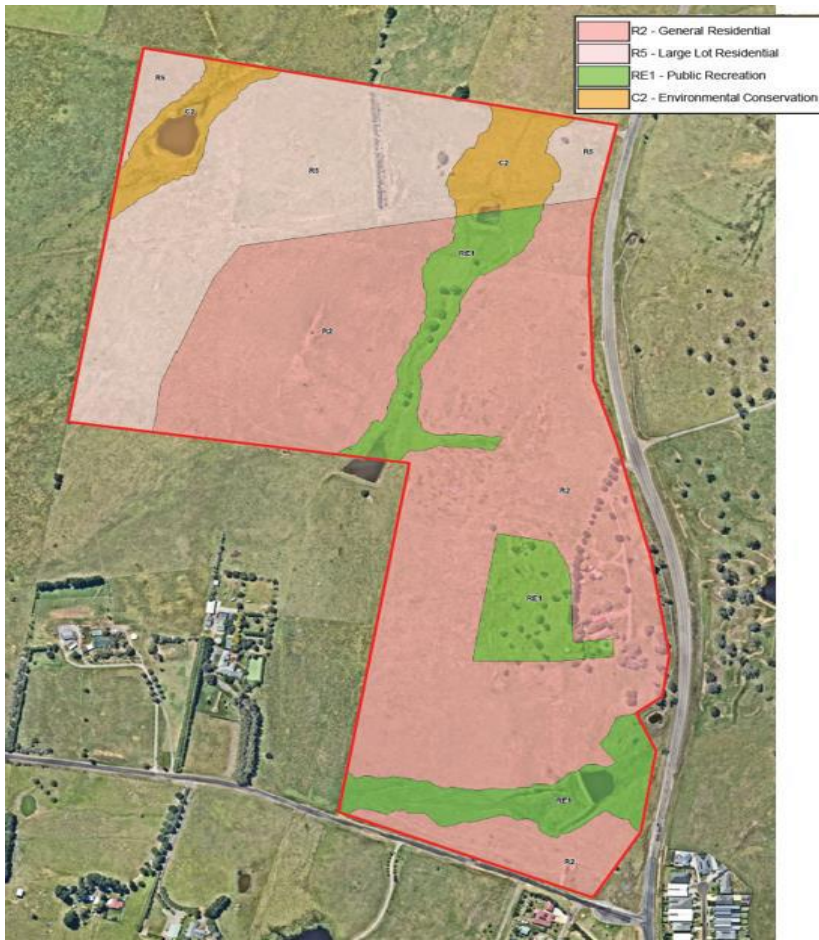 R2 - General Residential
R5 - Large Lot Residential
RE1 - Public Recreation
C2 - Environmental Conservation
R5
C2
R5
C2
R5
RE1
R2
R2
RE1
RE1
R2